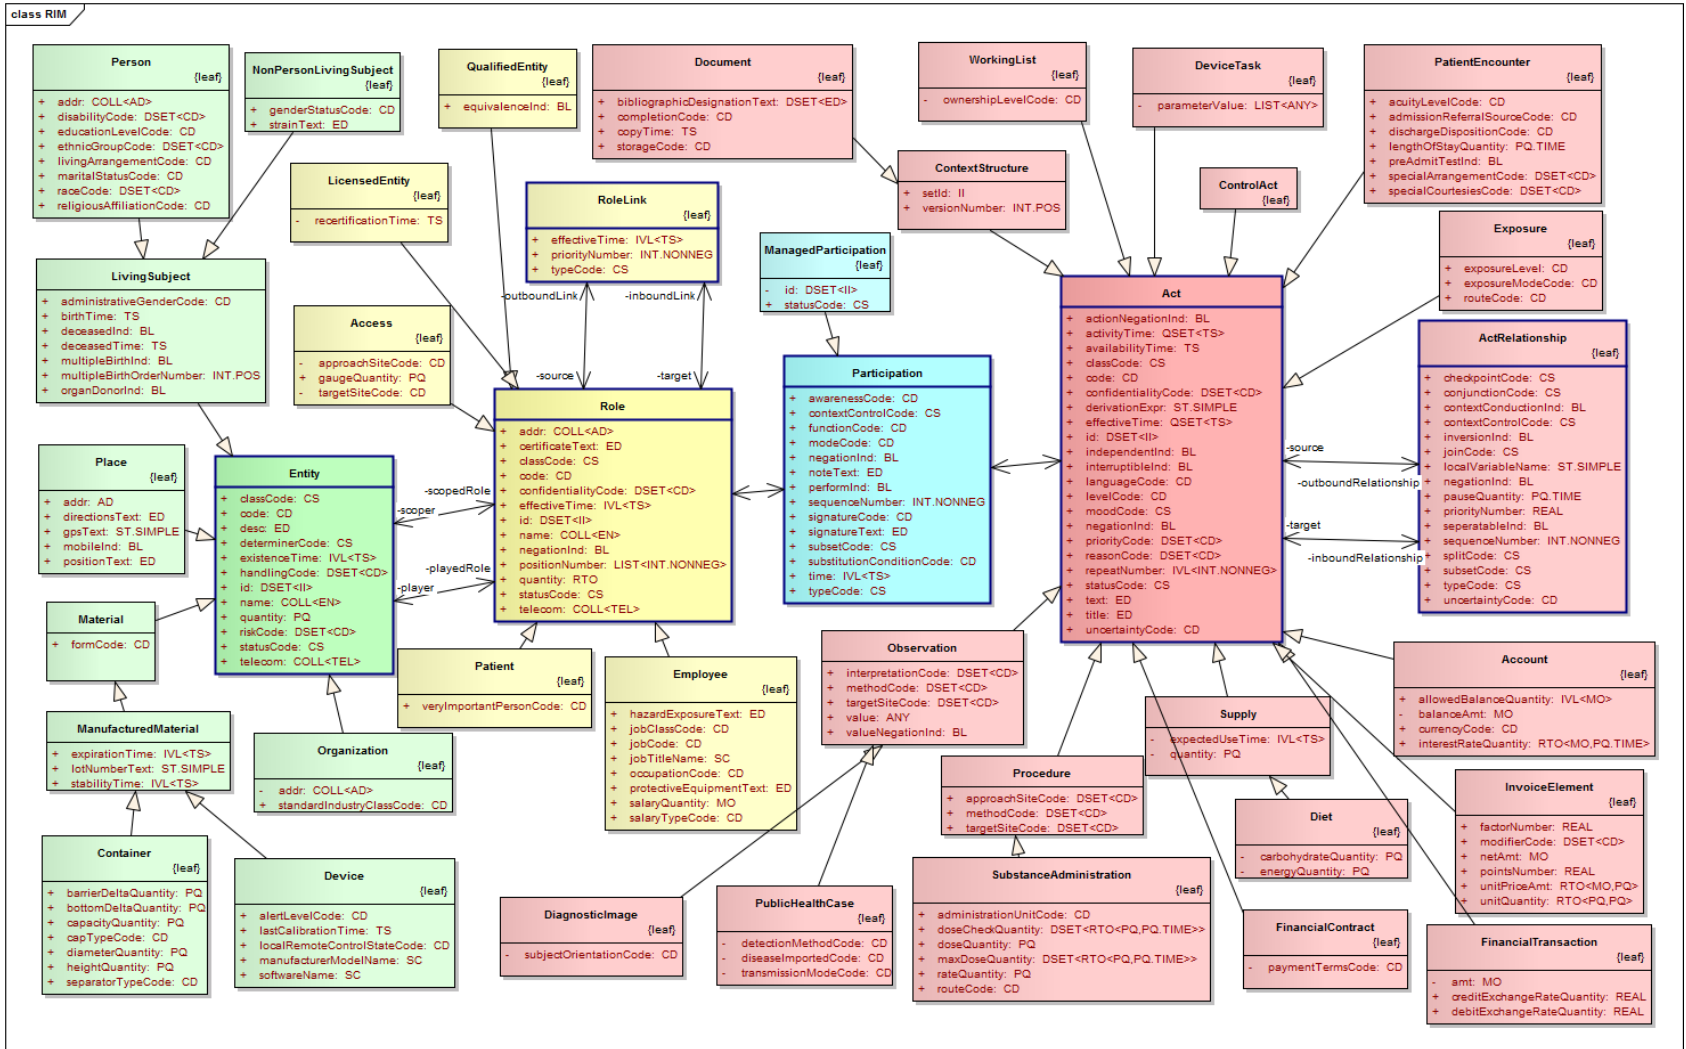 class RIM
Person
{leaf}
+ addr: COLL<AD>
+ disabilityCode: DSET<CD>
+ educationLevelCode: CD
+ ethnicGroupCode: DSET<CD>
+ livingArrangementCode: CD
+ maritalStatusCode: CD
+ raceCode: DSET<CD>
+ religiousAffiliationCode: CD
NonPersonLivingSubject
{leaf}
+ genderStatusCode: CD
+ strainText: ED
QualifiedEntity
{leaf}
+ equivalenceInd: BL
Document
{leaf}
+ bibliographicDesignationText: DSET<ED>
+ completionCode: CD
+ copyTime: TS
+ storageCode: CD
WorkingList
{leaf}
- ownershipLevelCode: CD
DeviceTask
{leaf}
- parameterValue: LIST<ANY>
PatientEncounter
{leaf}
+ acuityLevelCode: CD
+ admissionReferralSourceCode: CD
+ dischargeDispositionCode: CD
+ lengthOfStayQuantity: PQ.TIME
+ preAdmitTestInd: BL
+ specialArrangementCode: DSET<CD>
+ specialCourtesiesCode: DSET<CD>
LicensedEntity
{leaf}
- recertificationTime: TS
RoleLink
{leaf}
+ effectiveTime: IVL<TS>
+ priorityNumber: INT.NONNEG
+ typeCode: CS
ContextStructure
+ setId: II
+ versionNumber: INT.POS
ControlAct
{leaf}
Exposure
{leaf}
+ exposureLevel: CD
+ exposureModeCode: CD
+ routeCode: CD
ManagedParticipation
{leaf}
- id: DSET<II>
+ statusCode: CS
LivingSubject
+ administrativeGenderCode: CD
+ birthTime: TS
+ deceasedInd: BL
+ deceasedTime: TS
+ multipleBirthInd: BL
+ multipleBirthOrderNumber: INT.POS
+ organDonorInd: BL
-outboundLink
-inboundLink
-source
-target
Access
{leaf}
- approachSiteCode: CD
+ gaugeQuantity: PQ
- targetSiteCode: CD
Act
+ actionNegationInd: BL
+ activityTime: QSET<TS>
+ availabilityTime: TS
+ classCode: CS
+ code: CD
+ confidentialityCode: DSET<CD>
+ derivationExpr: ST.SIMPLE
+ effectiveTime: QSET<TS>
+ id: DSET<II>
+ independentInd: BL
+ interruptibleInd: BL
+ languageCode: CD
+ levelCode: CD
+ moodCode: CS
+ negationInd: BL
+ priorityCode: DSET<CD>
+ reasonCode: DSET<CD>
+ repeatNumber: IVL<INT.NONNEG>
+ statusCode: CS
+ text: ED
+ title: ED
+ uncertaintyCode: CD
ActRelationship
{leaf}
+ checkpointCode: CS
+ conjunctionCode: CS
+ contextConductionInd: BL
+ contextControlCode: CS
+ inversionInd: BL
+ joinCode: CS
+ localVariableName: ST.SIMPLE
+ negationInd: BL
+ pauseQuantity: PQ.TIME
+ priorityNumber: REAL
+ seperatableInd: BL
+ sequenceNumber: INT.NONNEG
+ splitCode: CS
+ subsetCode: CS
+ typeCode: CS
+ uncertaintyCode: CD
-source
-outboundRelationship
-target
-inboundRelationship
Participation
+ awarenessCode: CD
+ contextControlCode: CS
+ functionCode: CD
+ modeCode: CD
+ negationInd: BL
+ noteText: ED
+ performInd: BL
+ sequenceNumber: INT.NONNEG
+ signatureCode: CD
+ signatureText: ED
+ subsetCode: CS
+ substitutionConditionCode: CD
+ time: IVL<TS>
+ typeCode: CS
Role
+ addr: COLL<AD>
+ certificateText: ED
+ classCode: CS
+ code: CD
+ confidentialityCode: DSET<CD>
+ effectiveTime: IVL<TS>
+ id: DSET<II>
+ name: COLL<EN>
+ negationInd: BL
+ positionNumber: LIST<INT.NONNEG>
+ quantity: RTO
+ statusCode: CS
+ telecom: COLL<TEL>
Place
{leaf}
+ addr: AD
+ directionsText: ED
+ gpsText: ST.SIMPLE
+ mobileInd: BL
+ positionText: ED
Entity
+ classCode: CS
+ code: CD
+ desc: ED
+ determinerCode: CS
+ existenceTime: IVL<TS>
+ handlingCode: DSET<CD>
+ id: DSET<II>
+ name: COLL<EN>
+ quantity: PQ
+ riskCode: DSET<CD>
+ statusCode: CS
+ telecom: COLL<TEL>
-scopedRole
-scoper
-playedRole
-player
Material
+ formCode: CD
Patient
{leaf}
+ veryImportantPersonCode: CD
Employee
{leaf}
+ hazardExposureText: ED
+ jobClassCode: CD
+ jobCode: CD
+ jobTitleName: SC
+ occupationCode: CD
+ protectiveEquipmentText: ED
+ salaryQuantity: MO
+ salaryTypeCode: CD
Observation
+ interpretationCode: DSET<CD>
+ methodCode: DSET<CD>
+ targetSiteCode: DSET<CD>
+ value: ANY
+ valueNegationInd: BL
Account
{leaf}
+ allowedBalanceQuantity: IVL<MO>
- balanceAmt: MO
+ currencyCode: CD
+ interestRateQuantity: RTO<MO,PQ.TIME>
ManufacturedMaterial
+ expirationTime: IVL<TS>
+ lotNumberText: ST.SIMPLE
+ stabilityTime: IVL<TS>
Organization
{leaf}
- addr: COLL<AD>
+ standardIndustryClassCode: CD
Supply
- expectedUseTime: IVL<TS>
- quantity: PQ
Procedure
+ approachSiteCode: DSET<CD>
+ methodCode: DSET<CD>
+ targetSiteCode: DSET<CD>
InvoiceElement
{leaf}
+ factorNumber: REAL
+ modifierCode: DSET<CD>
+ netAmt: MO
+ pointsNumber: REAL
+ unitPriceAmt: RTO<MO,PQ>
+ unitQuantity: RTO<PQ,PQ>
Diet
{leaf}
- carbohydrateQuantity: PQ
- energyQuantity: PQ
Container
{leaf}
+ barrierDeltaQuantity: PQ
+ bottomDeltaQuantity: PQ
+ capacityQuantity: PQ
+ capTypeCode: CD
+ diameterQuantity: PQ
+ heightQuantity: PQ
+ separatorTypeCode: CD
Device
{leaf}
+ alertLevelCode: CD
+ lastCalibrationTime: TS
+ localRemoteControlStateCode: CD
+ manufacturerModelName: SC
+ softwareName: SC
DiagnosticImage
{leaf}
- subjectOrientationCode: CD
PublicHealthCase
{leaf}
- detectionMethodCode: CD
- diseaseImportedCode: CD
- transmissionModeCode: CD
SubstanceAdministration
{leaf}
+ administrationUnitCode: CD
+ doseCheckQuantity: DSET<RTO<PQ,PQ.TIME>>
+ doseQuantity: PQ
+ maxDoseQuantity: DSET<RTO<PQ,PQ.TIME>>
+ rateQuantity: PQ
+ routeCode: CD
FinancialContract
{leaf}
- paymentTermsCode: CD
FinancialTransaction
{leaf}
- amt: MO
+ creditExchangeRateQuantity: REAL
+ debitExchangeRateQuantity: REAL